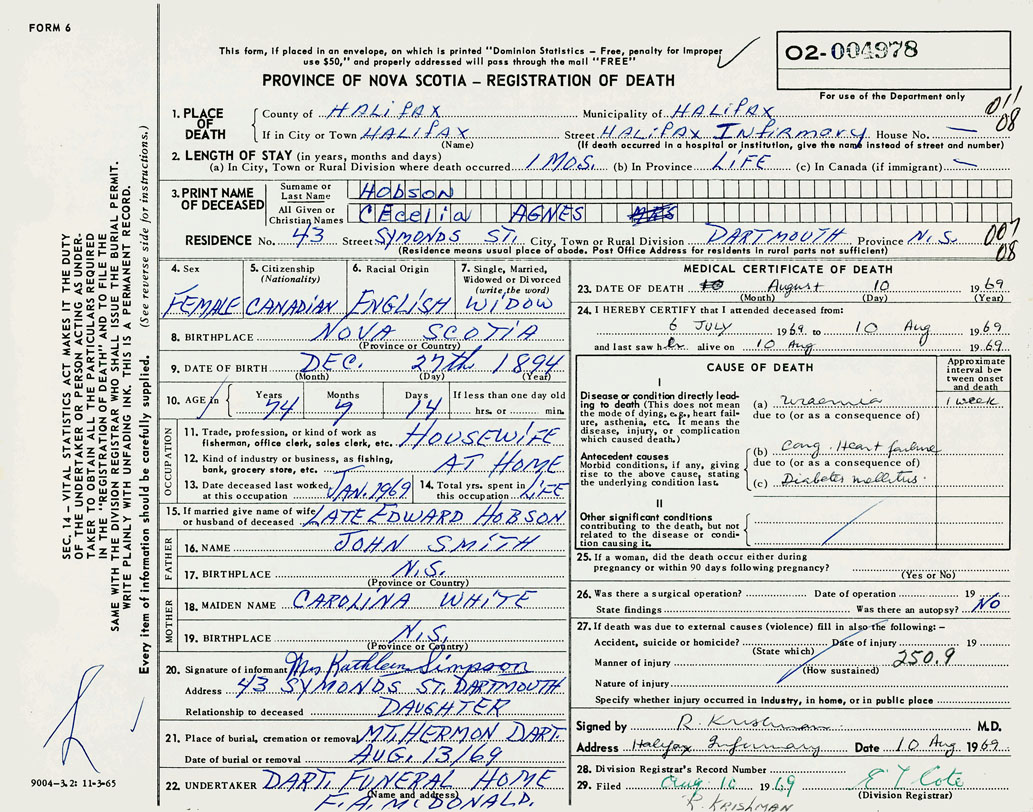 FORM 6
This form, if placed in an envelope, on which is printed "Dominion Statistics – Free, penalty for improper
use $50," and properly addressed will pass through the mail "FREE"
PROVINCE OF NOVA SCOTIA – REGISTRATION OF DEATH
O2-004978
For use of the Department only
011
08
1. PLACE OF DEATH
County of HALIFAX Municipality of HALIFAX
If in City or Town HALIFAX Street HALIFAX INFIRMARY House No. —
(Name) (If death occurred in a hospital or institution, give the name instead of street and number)
2. LENGTH OF STAY (in years, months and days)
(a) In City, Town or Rural Division where death occurred 1 MOS. (b) In Province LIFE (c) In Canada (if immigrant) —
3. PRINT NAME OF DECEASED
Surname or Last Name HOBSON
All Given or Christian Names CECELIA AGNES
RESIDENCE No. 43 Street SYMONDS ST. City, Town or Rural Division DARTMOUTH Province N.S.
(Residence means usual place of abode. Post Office Address for residents in rural parts not sufficient)
007
08
4. Sex FEMALE
5. Citizenship (Nationality) CANADIAN
6. Racial Origin ENGLISH
7. Single, Married, Widowed or Divorced (write the word) WIDOW
8. BIRTHPLACE NOVA SCOTIA
(Province or Country)
9. DATE OF BIRTH DEC. 27th 1894
(Month) (Day) (Year)
10. AGE in Years 74 Months 7 Days 14 If less than one day old
hrs. or min.
OCCUPATION
11. Trade, profession, or kind of work as
fisherman, office clerk, sales clerk, etc. HOUSEWIFE
12. Kind of industry or business, as fishing,
bank, grocery store, etc. AT HOME
13. Date deceased last worked at this occupation JAN. 1969
14. Total yrs. spent in this occupation LIFE
15. If married give name of wife
or husband of deceased LATE EDWARD HOBSON
FATHER
16. NAME JOHN SMITH
17. BIRTHPLACE N.S.
(Province or Country)
MOTHER
18. MAIDEN NAME CAROLINA WHITE
19. BIRTHPLACE N.S.
(Province or Country)
20. Signature of informant Mrs Kathleen Simpson
Address 43 SYMONDS ST. DARTMOUTH
Relationship to deceased DAUGHTER
21. Place of burial, cremation or removal MT. HERMON DART.
Date of burial or removal AUG. 13/69
22. UNDERTAKER DART. FUNERAL HOME
(Name and address)
F.A. McDONALD.
MEDICAL CERTIFICATE OF DEATH
23. DATE OF DEATH August 10 1969
(Month) (Day) (Year)
24. I HEREBY CERTIFY that I attended deceased from:
6 JULY 1969 to 10 Aug 1969
and last saw her alive on 10 Aug 1969
CAUSE OF DEATH
Approximate interval between onset and death
I
Disease or condition directly leading to death (This does not
mean the mode of dying, e.g., heart failure, asthenia, etc. It means the
disease, injury, or complication
which caused death.)
(a) Uraemia 1 week
due to (or as a consequence of)
Antecedent causes
Morbid conditions, if any, giving
rise to the above cause, stating
the underlying condition last.
(b) Cong. Heart failure
due to (or as a consequence of)
(c) Diabetes mellitus.
II
Other significant conditions
contributing to the death, but not
related to the disease or condition
causing it.
25. If a woman, did the death occur either during
pregnancy or within 90 days following pregnancy?
(Yes or No)
26. Was there a surgical operation? Date of operation 19
State findings Was there an autopsy? NO
27. If death was due to external causes (violence) fill in also the following: –
Accident, suicide or homicide? Date of injury 19
(State which)
Manner of injury 250.9
(How sustained)
Nature of injury
Specify whether injury occurred in industry, in home, or in public place
Signed by R. Krishman M.D.
Address Halifax Infirmary Date 10 Aug 1969
28. Division Registrar's Record Number
29. Filed Aug 1969
(Division Registrar)
R. KRISHMAN
SEC. 14 – VITAL STATISTICS ACT MAKES IT THE DUTY
OF THE UNDERTAKER OR PERSON ACTING AS UNDER-
TAKER TO OBTAIN ALL THE PARTICULARS REQUIRED
IN THE "REGISTRATION OF DEATH" AND TO FILE THE
SAME WITH THE DIVISION REGISTRAR WHO SHALL ISSUE THE BURIAL PERMIT.
WRITE PLAINLY WITH UNFADING INK. THIS IS A PERMANENT RECORD.
Every item of information should be carefully supplied. (See reverse side for instructions.)
9004–3.2: 11-3-65